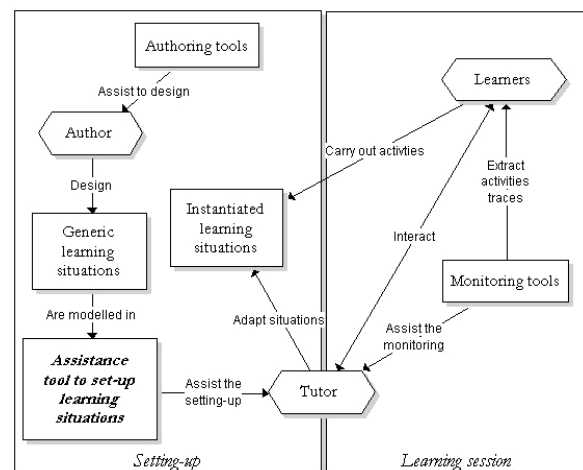 Authoring tools
Assist to design
Author
Design
Generic
learning
situations
Are modelled in
Assistance
tool to set-up
learning
situations
Assist the
setting-up
Tutor
Adapt situations
Instantiated
learning
situations
Carry out activties
Learners
Interact
Extract
activities
traces
Monitoring tools
Assist the
monitoring
Setting-up
Learning session